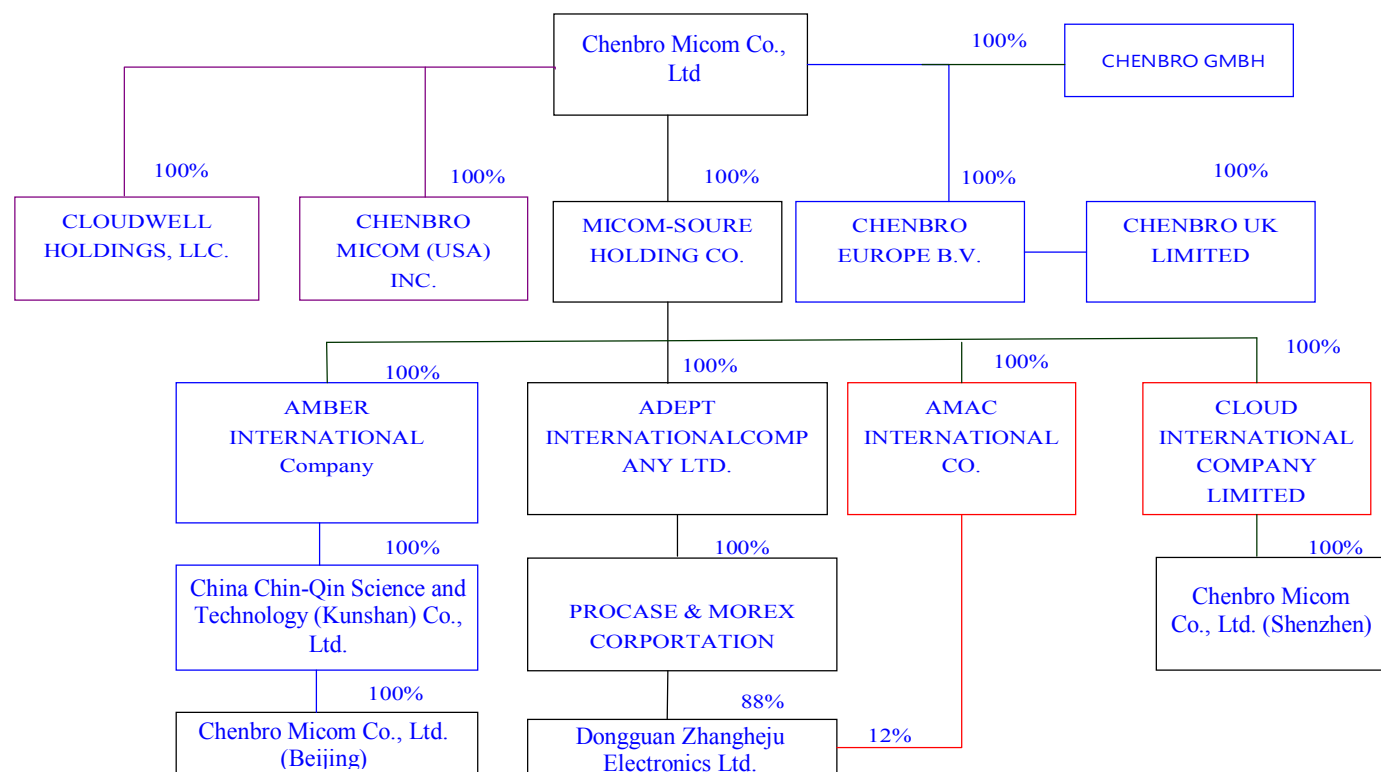 Chenbro Micom Co.,
Ltd
100%
CHENBRO GMBH
100%
100%
100%
100%
100%
CLOUDWELL
HOLDINGS, LLC.
CHENBRO
MICOM (USA)
INC.
MICOM-SOURE
HOLDING CO.
CHENBRO
EUROPE B.V.
CHENBRO UK
LIMITED
100%
100%
100%
100%
AMBER
INTERNATIONAL
Company
ADEPT
INTERNATIONALCOMP
ANY LTD.
AMAC
INTERNATIONAL
CO.
CLOUD
INTERNATIONAL
COMPANY
LIMITED
100%
100%
100%
China Chin-Qin Science and
Technology (Kunshan) Co.,
Ltd.
PROCASE & MOREX
CORPORTATION
Chenbro Micom
Co., Ltd. (Shenzhen)
100%
88%
12%
Chenbro Micom Co., Ltd.
(Beijing)
Dongguan Zhangheju
Electronics Ltd.